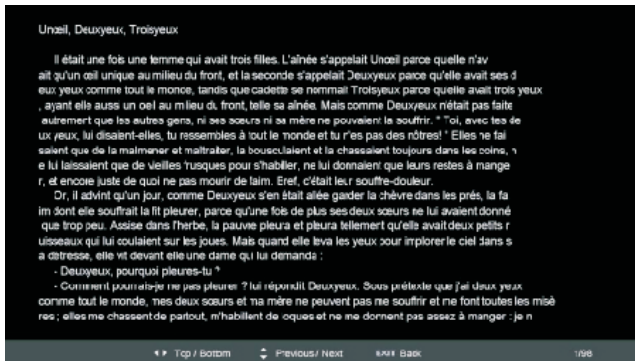 Unœil, Deuxyeux, Troisyeux
Il était une fois une femme qui avait trois filles. L'aînée s'appelait Unœil parce quelle n'av
ait qu'un œil unique au milieu du front, et la seconde s'appelait Deuxyeux parce qu'elle avait ses d
eux yeux comme tout le monde, tandis que cadette se nommait Troisyeux parce quelle avait trois yeux
, ayant elle aussi un oeil au milieu du front, telle sa aînée. Mais comme Deuxyeux n'était pas faite
autrement que les autres gens, ni ses sœurs ni sa mère ne pouvaient la souffrir. " Toi, avec tes de
ux yeux, lui disaient-elles, tu ressembles à tout le monde et tu n'es pas des nôtres! " Elles ne fai
saient que de la malmener et maltraiter, la bousculaient et la chassaient toujours dans les coins, n
e lui laissaient que de vieilles frusques pour s'habiller, ne lui donnaient que leurs restes à mange
r, et encore juste de quoi ne pas mourir de faim. Bref, c'était leur souffre-douleur.
Or, il advint qu'un jour, comme Deuxyeux s'en était allée garder la chèvre dans les prés, la fa
im dont elle souffrait la fit pleurer, parce qu'une fois de plus ses deux sœurs ne lui avaient donné
que trop peu. Assise dans l'herbe, la pauvre pleura et pleura tellement qu'elle avait deux petits r
uisseaux qui lui coulaient sur les joues. Mais quand elle leva les yeux pour implorer le ciel dans s
a détresse, elle vit devant elle une dame qui lui demanda :
- Deuxyeux, pourquoi pleures-tu ?
- Comment pourrais-je ne pas pleurer ? lui répondit Deuxyeux. Sous prétexte que j'ai deux yeux
comme tout le monde, mes deux sœurs et ma mère ne peuvent pas me souffrir et ne font toutes les misè
res ; elles me chassent de partout, m'habillent de loques et ne me donnent pas assez à manger : je n
Top / Bottom Previous / Next EXIT Back 1/98